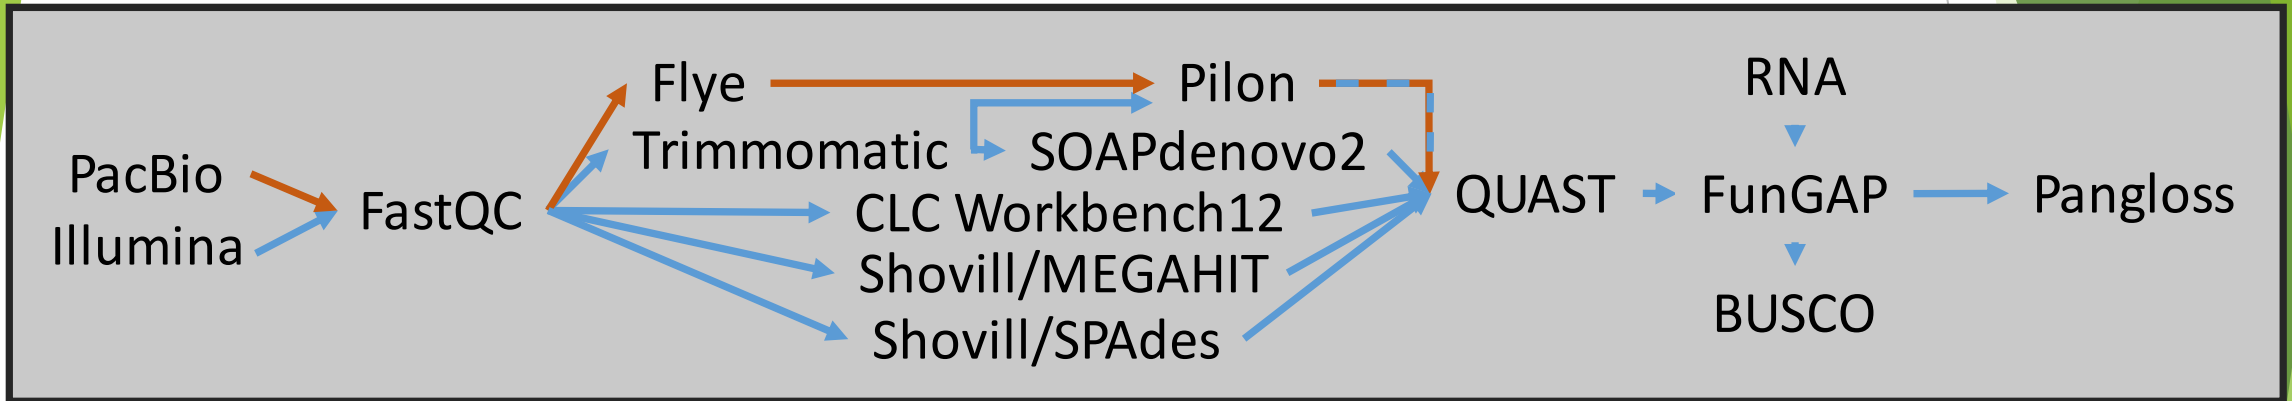 PacBio
Illumina
FastQC
Flye
Pilon
Trimmomatic
SOAPdenovo2
CLC Workbench12
Shovill/MEGAHIT
Shovill/SPAdes
QUAST
RNA
FunGAP
BUSCO
Pangloss